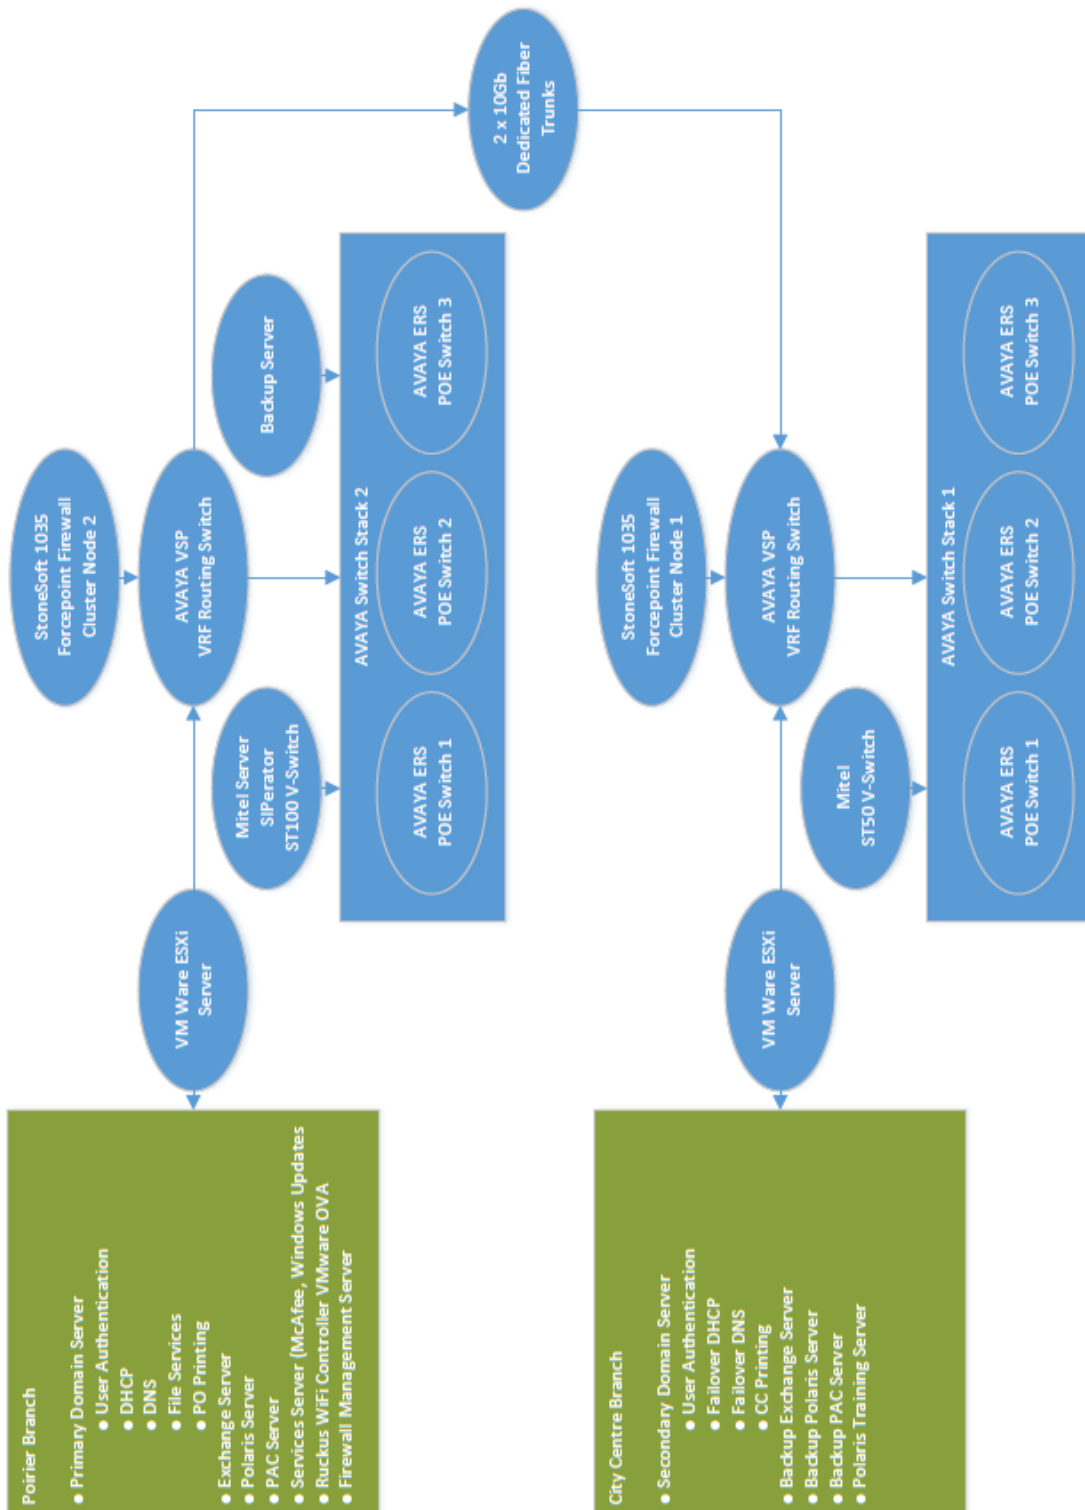 Poirier Branch
• Primary Domain Server
• User Authentication
• DHCP
• DNS
• File Services
• PO Printing
• Exchange Server
• Polaris Server
• PAC Server
• Services Server (McAfee, Windows Updates
• Ruckus WiFi Controller VMware OVA
• Firewall Management Server
VM Ware ESXi
Server
StoneSoft 1035
Forcepoint Firewall
Cluster Node 2
AVAYA VSP
VRF Routing Switch
Mitel Server
SIPerator
ST100 V-Switch
Backup Server
AVAYA Switch Stack 2
AVAYA ERS
POE Switch 1
AVAYA ERS
POE Switch 2
AVAYA ERS
POE Switch 3
2 x 10Gb
Dedicated Fiber
Trunks
City Centre Branch
• Secondary Domain Server
• User Authentication
• Failover DHCP
• Failover DNS
• CC Printing
• Backup Exchange Server
• Backup Polaris Server
• Backup PAC Server
• Polaris Training Server
VM Ware ESXi
Server
StoneSoft 1035
Forcepoint Firewall
Cluster Node 1
AVAYA VSP
VRF Routing Switch
Mitel
ST50 V-Switch
AVAYA Switch Stack 1
AVAYA ERS
POE Switch 1
AVAYA ERS
POE Switch 2
AVAYA ERS
POE Switch 3